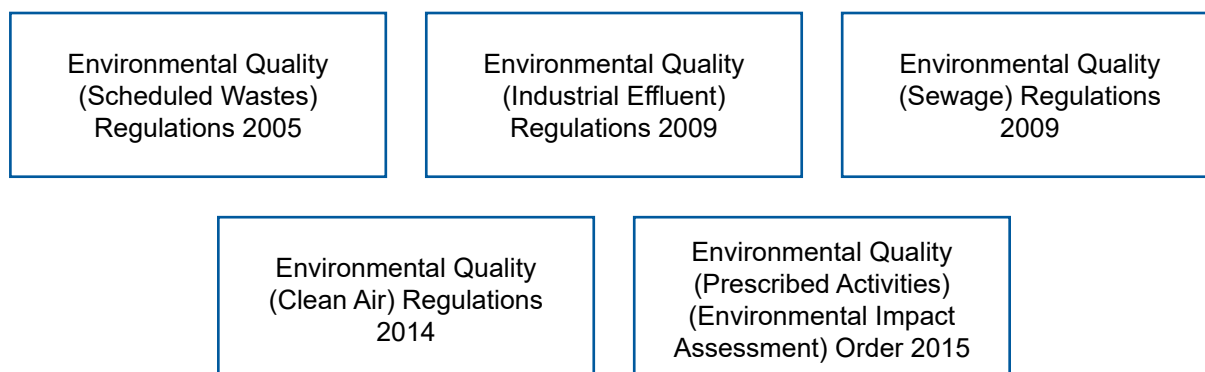 Environmental Quality
(Scheduled Wastes)
Regulations 2005
Environmental Quality
(Industrial Effluent)
Regulations 2009
Environmental Quality
(Sewage) Regulations
2009
Environmental Quality
(Clean Air) Regulations
2014
Environmental Quality
(Prescribed Activities)
(Environmental Impact
Assessment) Order 2015